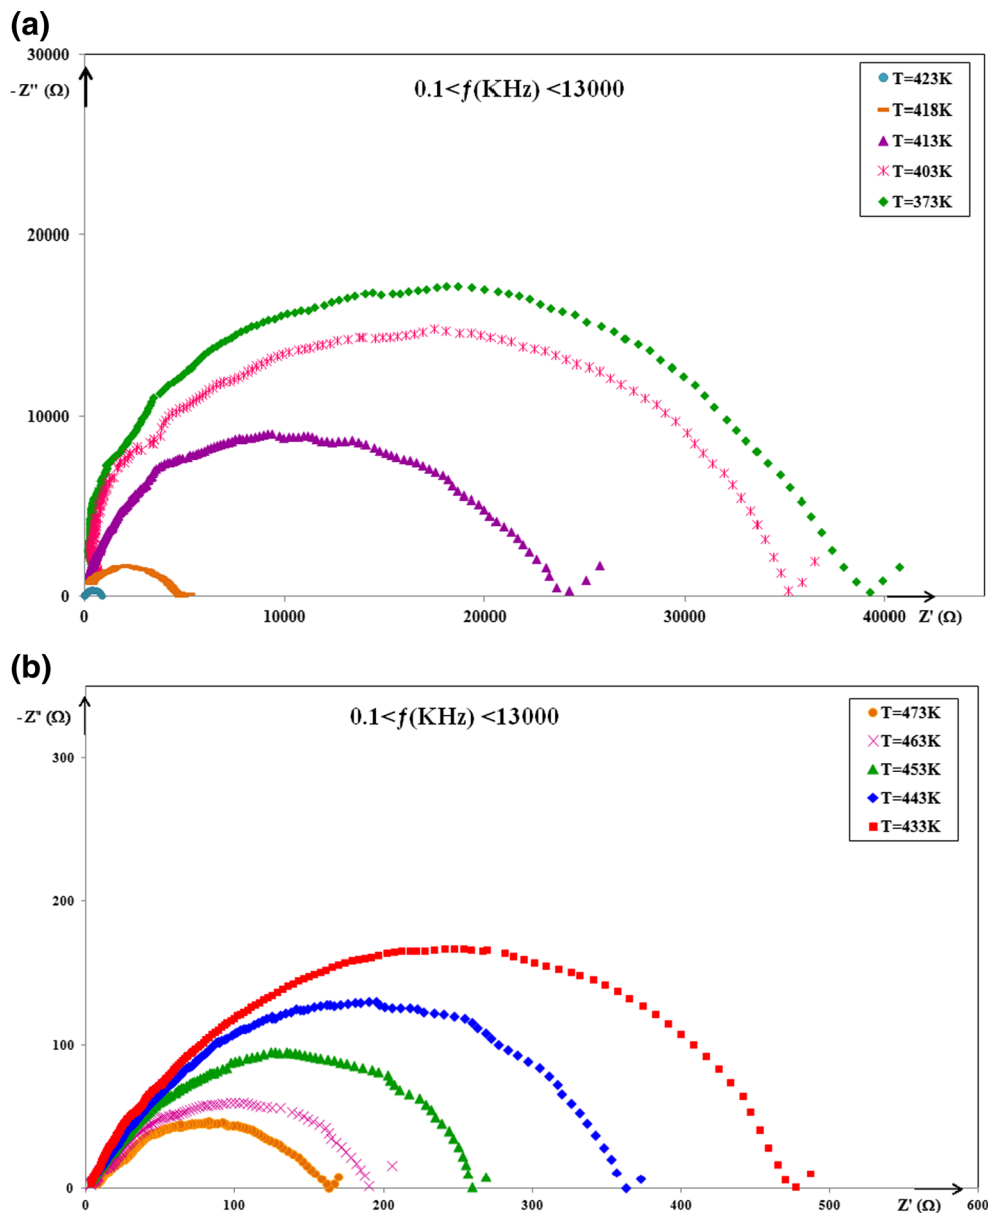 (a)
30000
-Z'' (Ω)
0.1<f(KHz) <13000
T=423K
T=418K
T=413K
T=403K
T=373K
20000
10000
0
0
10000
20000
30000
40000
Z' (Ω)
(b)
-Z'' (Ω)
0.1<f(KHz) <13000
T=473K
T=463K
T=453K
T=443K
T=433K
300
200
100
0
0
100
200
300
400
500
600
Z' (Ω)